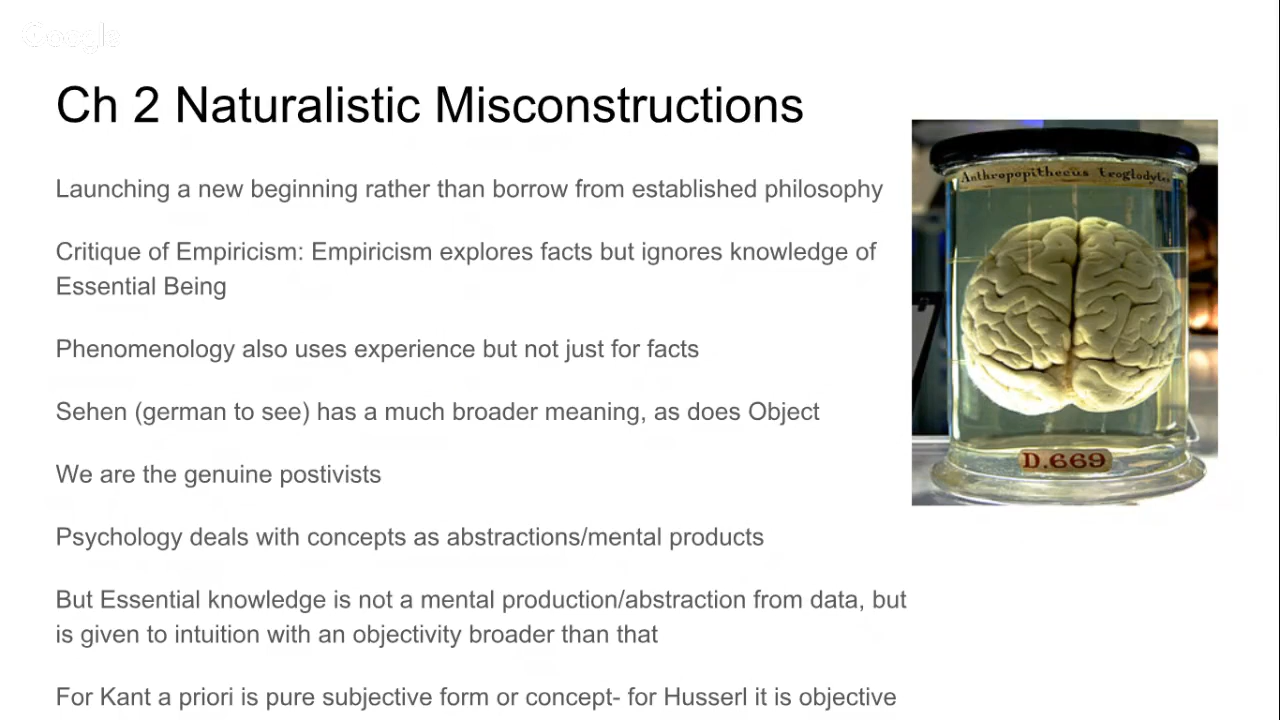 Google
Ch 2 Naturalistic Misconstructions
Launching a new beginning rather than borrow from established philosophy
Critique of Empiricism: Empiricism explores facts but ignores knowledge of
Essential Being
Phenomenology also uses experience but not just for facts
Sehen (german to see) has a much broader meaning, as does Object
We are the genuine postivists
Psychology deals with concepts as abstractions/mental products
But Essential knowledge is not a mental production/abstraction from data, but
is given to intuition with an objectivity broader than that
For Kant a priori is pure subjective form or concept- for Husserl it is objective
Anthropopithecus troglodytes
D.669